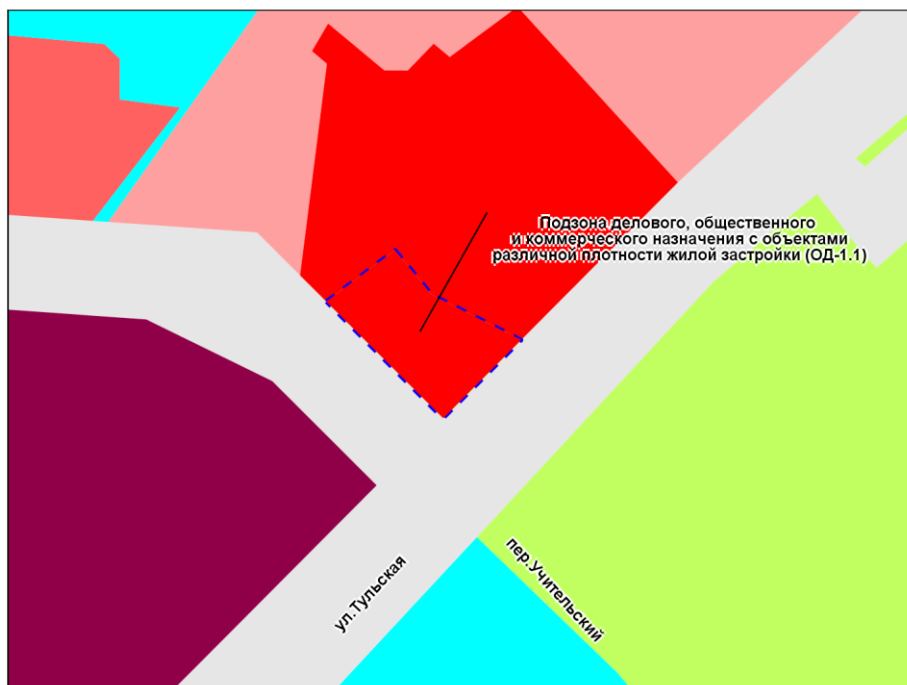 Подзона делового, общественного
и коммерческого назначения с объектами
различной плотности жилой застройки (ОД-1.1)
ул.Тульская
пер.Учительский